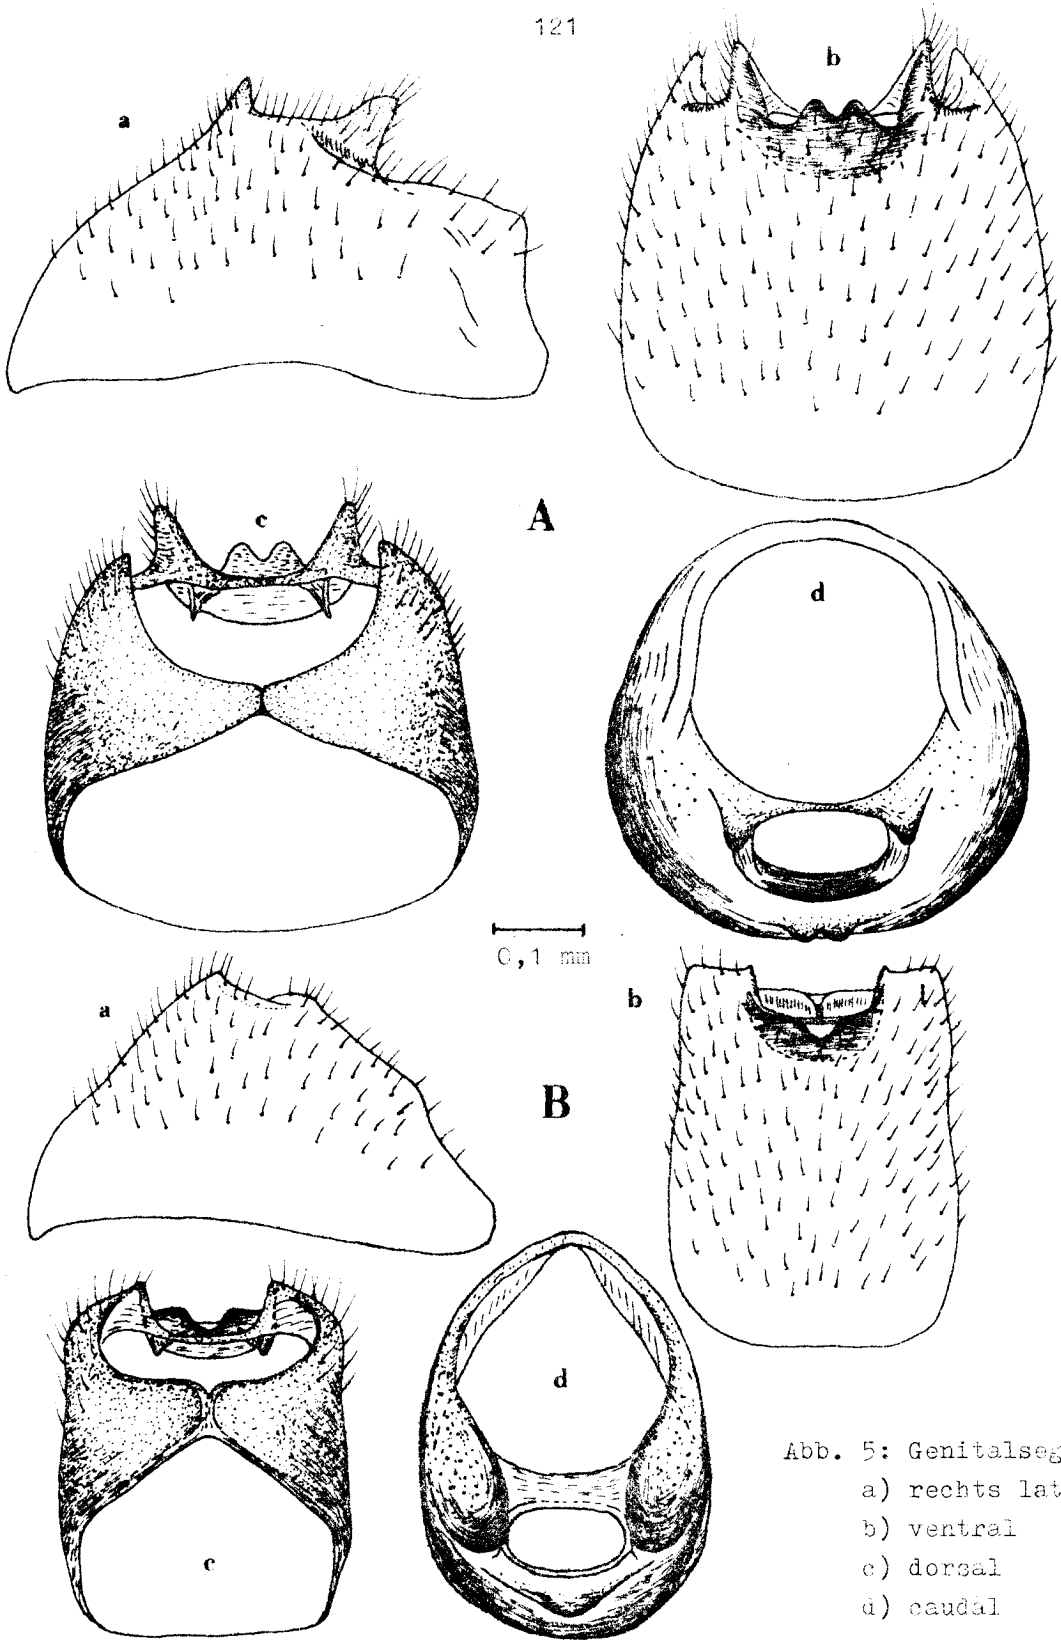 121
a
b
A
c
d
0,1 mm
a
b
B
c
d
Abb. 5: Genitalseg
a) rechts lat
b) ventral
c) dorsal
d) caudal